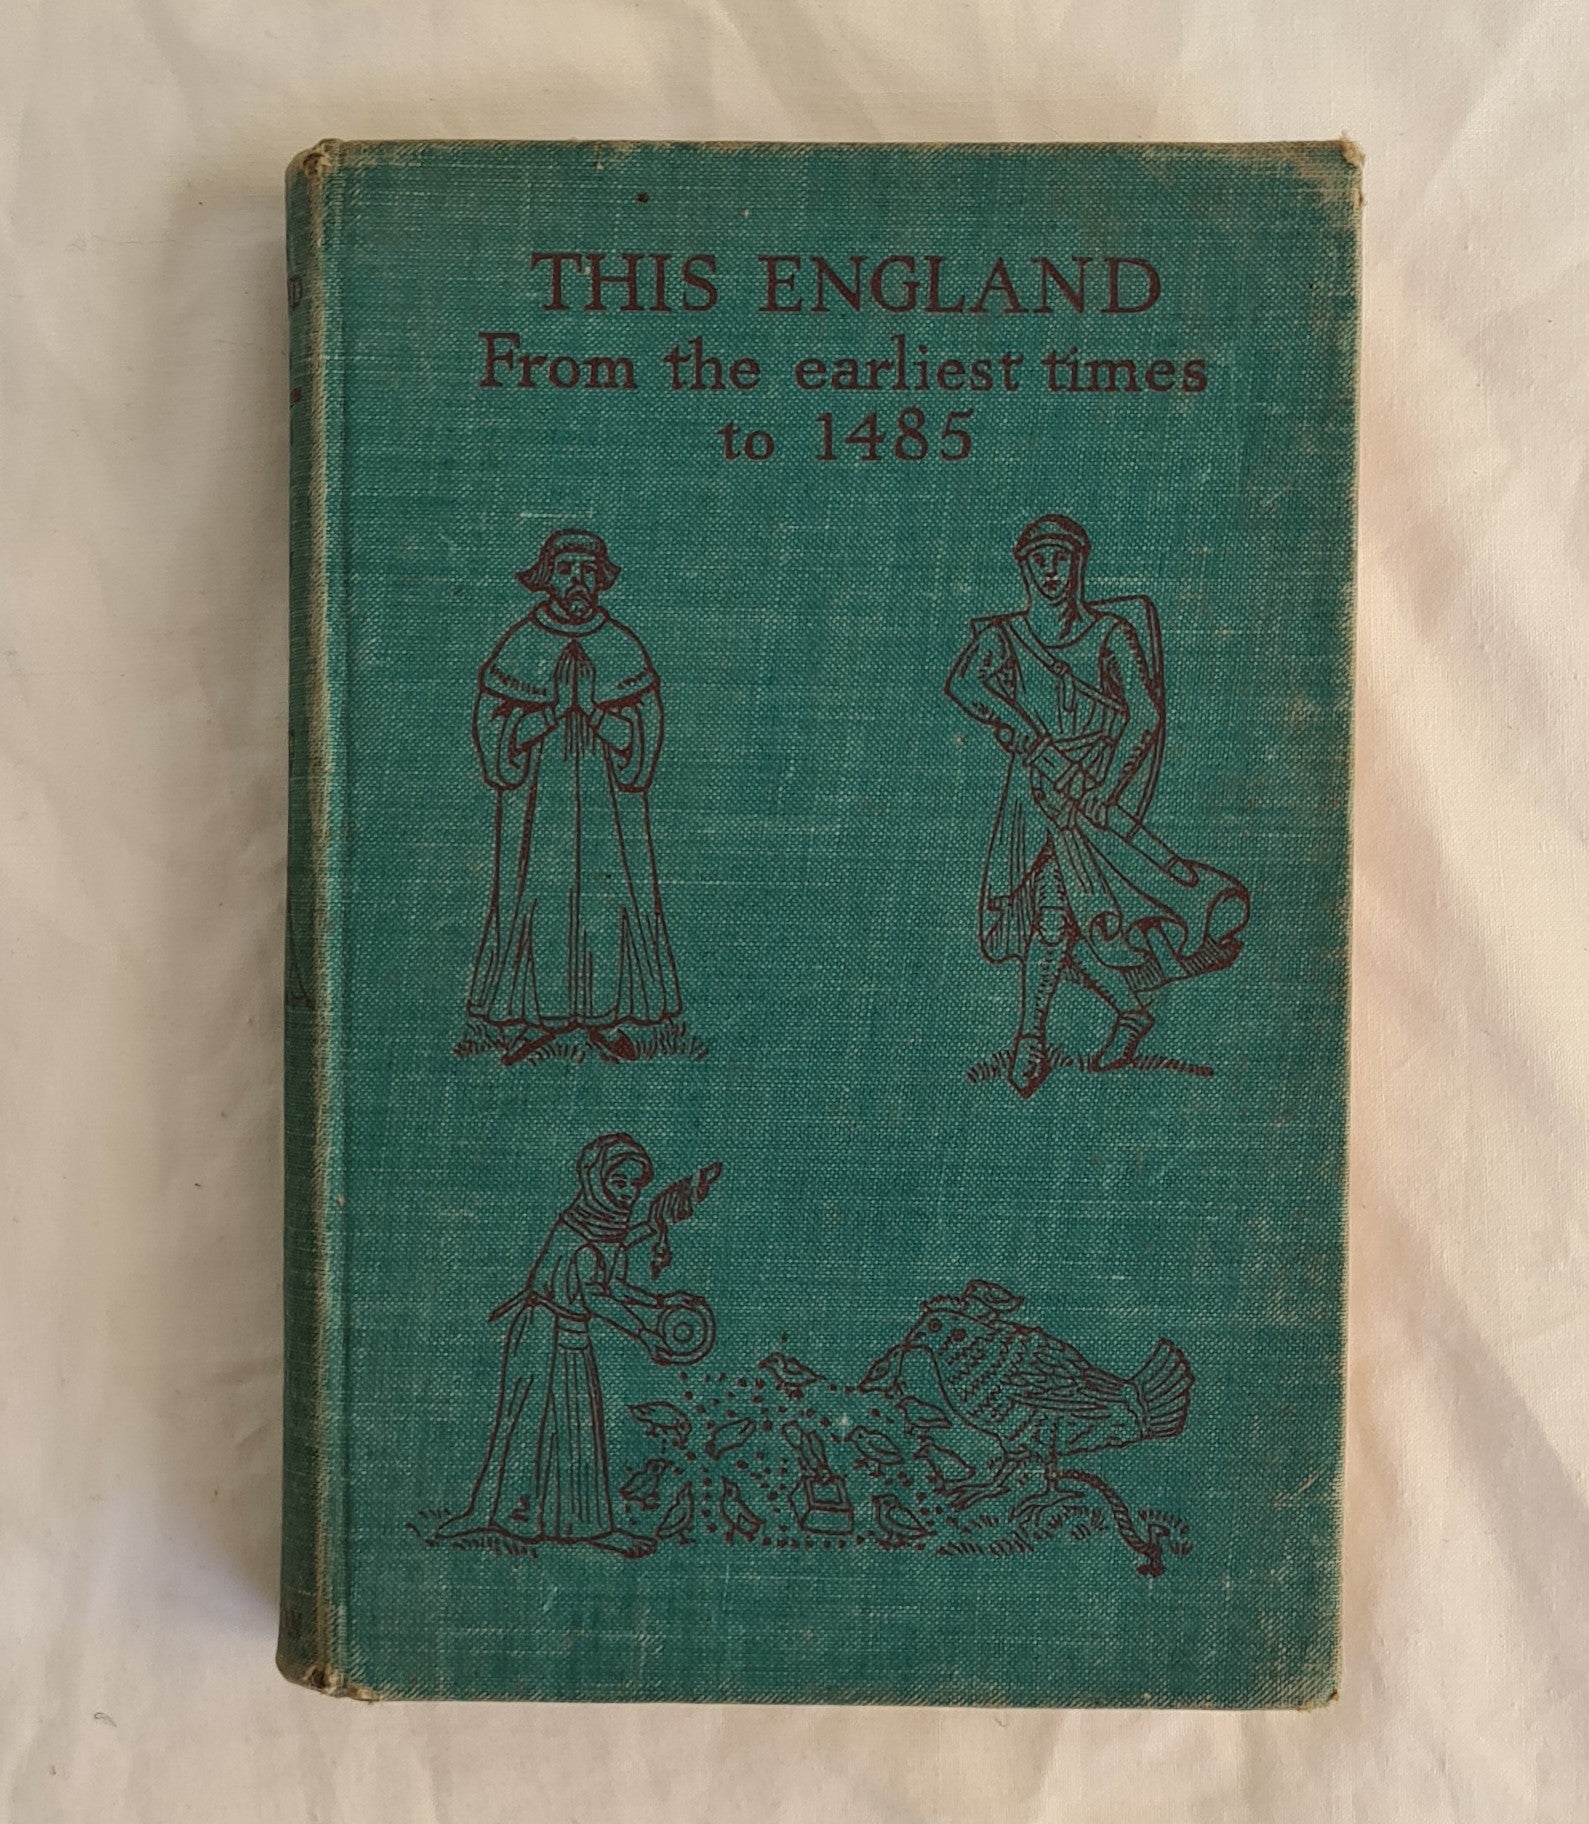 THIS ENGLAND
From the earliest times
to 1485